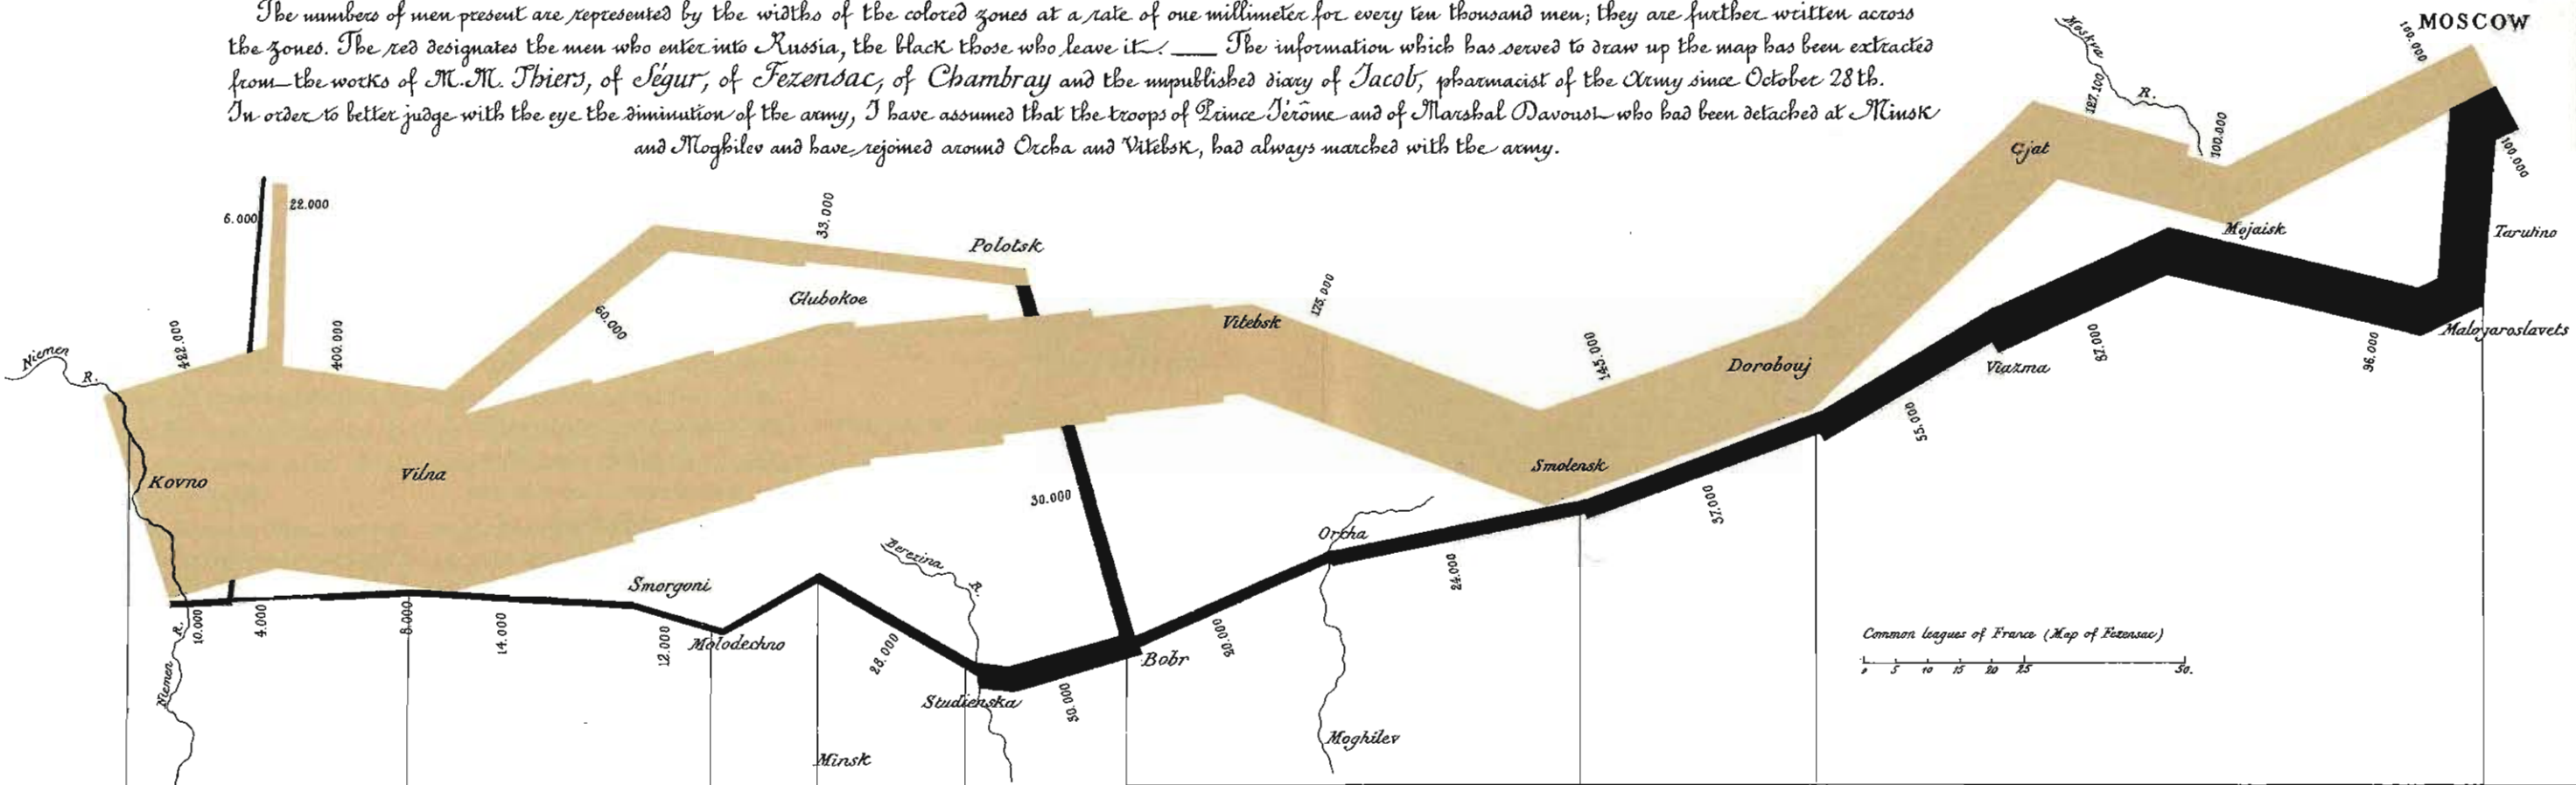 The numbers of men present are represented by the widths of the colored zones at a rate of one millimeter for every ten thousand men; they are further written across
the zones. The red designates the men who enter into Russia, the black those who leave it. — The information which has served to draw up the map has been extracted
from the works of M.M. Thiers, of Ségur, of Fezensac, of Chambray and the unpublished diary of Jacob, pharmacist of the Army since October 28th.
In order to better judge with the eye the diminution of the army, I have assumed that the troops of Prince Jérôme and of Marshal Davoust who had been detached at Minsk
and Moghilev and have rejoined around Orcha and Vitebsk, had always marched with the army.
MOSCOW
100.000
Moskva
R.
127.100
100.000
100.000
Gjat
Mojaisk
Tarutino
Malojaroslavets
6.000
22.000
33.000
Polotsk
Glubokoe
60.000
422.000
400.000
Niemen
R.
Kovno
Vilna
Vitebsk
175.000
145.000
Dorobouj
Smolensk
Viazma
87.000
96.000
55.000
37.000
30.000
Orcha
24.000
Berezina
R.
Smorgoni
Molodechno
10.000
4.000
8.000
14.000
12.000
28.000
R.
Niemen
Studienska
50.000
Bobr
20.000
Minsk
Moghilev
Common leagues of France (Map of Fezensac)
0 5 10 15 20 25 50.